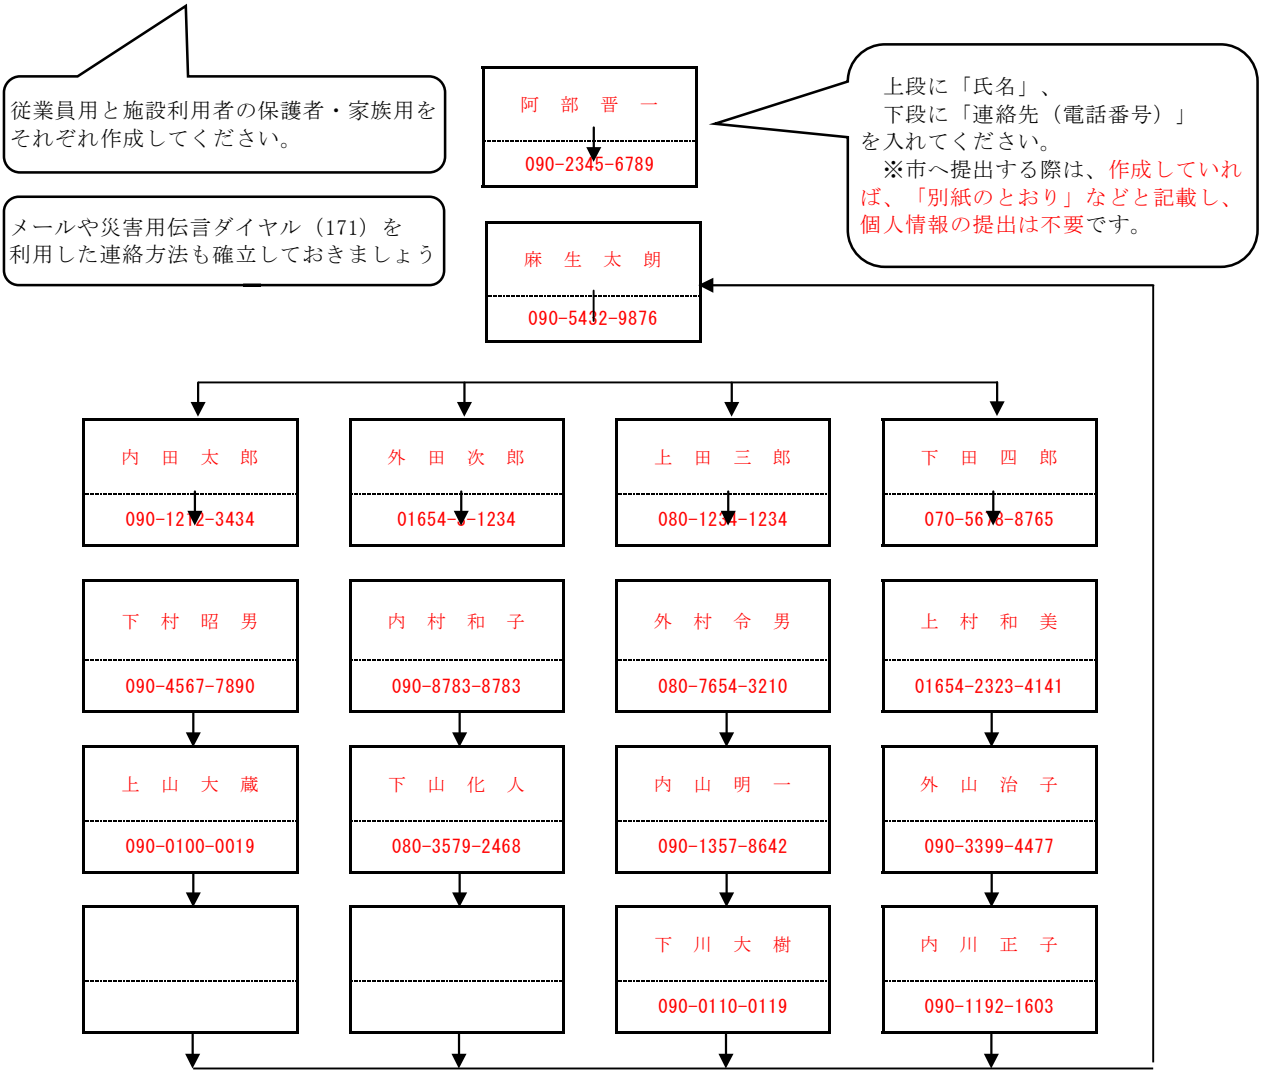 従業員用と施設利用者の保護者・家族用を
それぞれ作成してください。
メールや災害用伝言ダイヤル（171）を
利用した連絡方法も確立しておきましょう
阿部晋一
090-2345-6789
上段に「氏名」、
下段に「連絡先（電話番号）」
を入れてください。
※市へ提出する際は、作成していれ
ば、「別紙のとおり」などと記載し、
個人情報の提出は不要です。
麻生太朗
090-5432-9876
内田太郎
090-1212-3434
外田次郎
01654-3-1234
上田三郎
080-1234-1234
下田四郎
070-5678-8765
下村昭男
090-4567-7890
内村和子
090-8783-8783
外村令男
080-7654-3210
上村和美
01654-2323-4141
上山大蔵
090-0100-0019
下山化人
080-3579-2468
内山明一
090-1357-8642
外山治子
090-3399-4477
下川大樹
090-0110-0119
内川正子
090-1192-1603